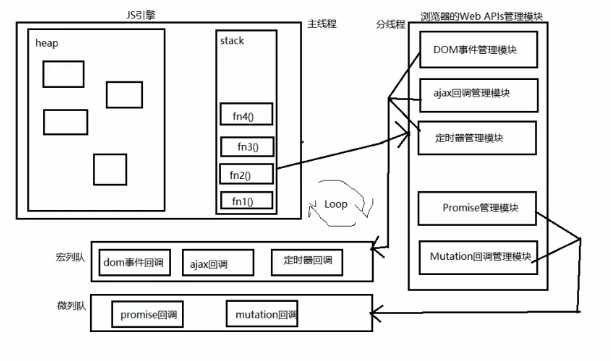 JS引擎
主线程
分线程
浏览器的Web APIs管理模块
heap
stack
fn4()
fn3()
fn2()
fn1()
DOM事件管理模块
ajax回调管理模块
定时器管理模块
Promise管理模块
Mutation回调管理模块
Loop
宏列队
dom事件回调
ajax回调
定时器回调
微列队
promise回调
mutation回调